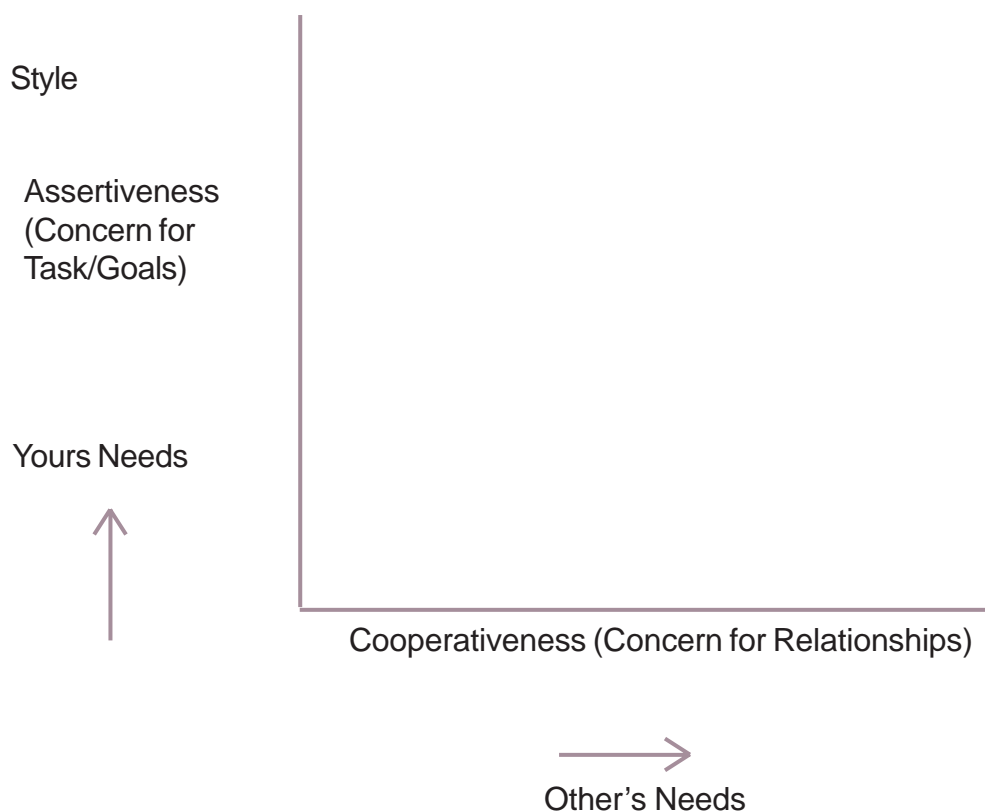 Style
Assertiveness
(Concern for
Task/Goals)
Yours Needs
Cooperativeness (Concern for Relationships)
Other’s Needs